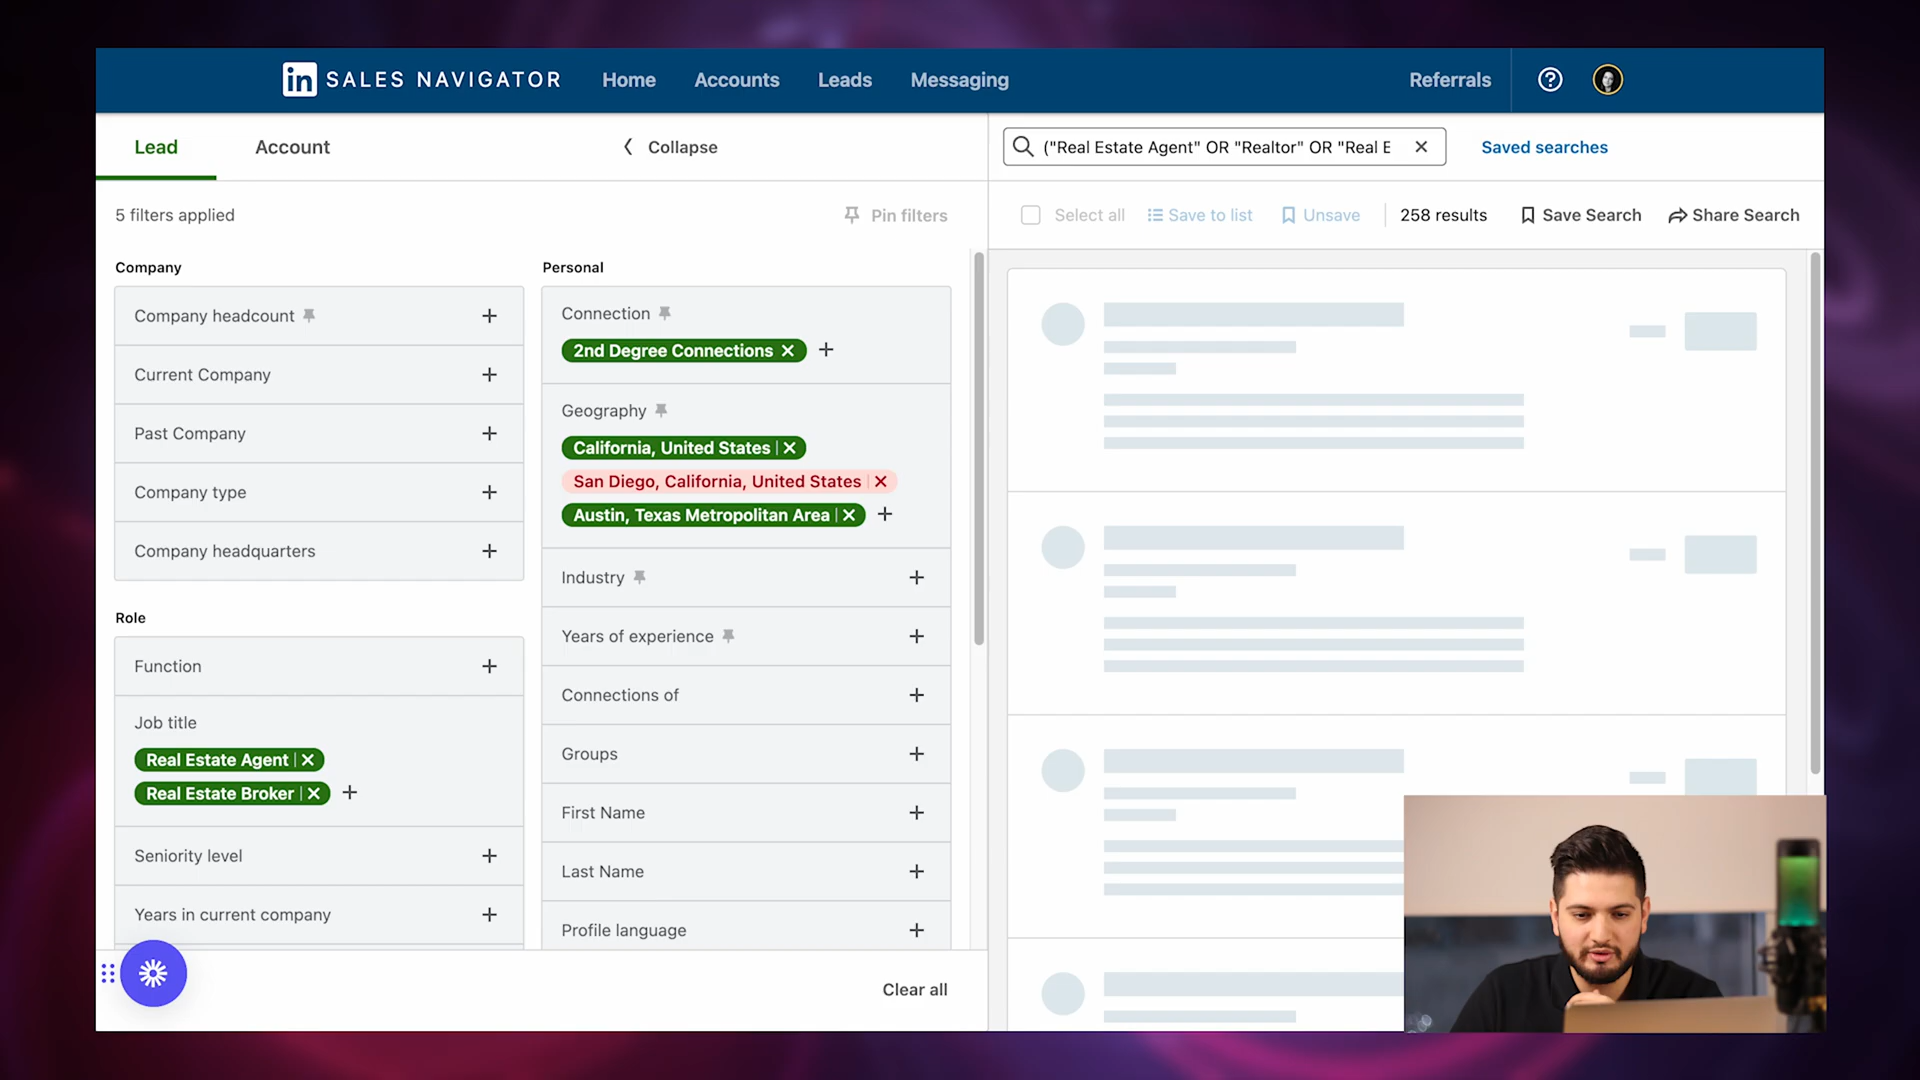 in SALES NAVIGATOR Home Accounts Leads Messaging Referrals
Lead Account Collapse
("Real Estate Agent" OR "Realtor" OR "Real E
Saved searches
5 filters applied Pin filters
Select all Save to list Unsave 258 results Save Search Share Search
Company
Company headcount
Current Company
Past Company
Company type
Company headquarters
Role
Function
Job title
Real Estate Agent
Real Estate Broker
Seniority level
Years in current company
Personal
Connection
2nd Degree Connections
Geography
California, United States
San Diego, California, United States
Austin, Texas Metropolitan Area
Industry
Years of experience
Connections of
Groups
First Name
Last Name
Profile language
Clear all